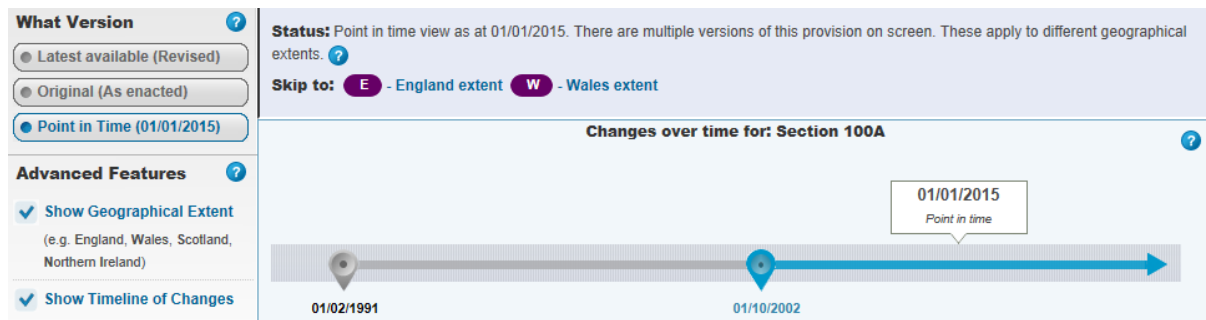 What Version ?
Latest available (Revised)
Original (As enacted)
Point in Time (01/01/2015)
Advanced Features ?
Show Geographical Extent
(e.g. England, Wales, Scotland,
Northern Ireland)
Show Timeline of Changes
Status: Point in time view as at 01/01/2015. There are multiple versions of this provision on screen. These apply to different geographical
extents. ?
Skip to: E - England extent W - Wales extent
Changes over time for: Section 100A
?
01/01/2015
Point in time
01/02/1991
01/10/2002